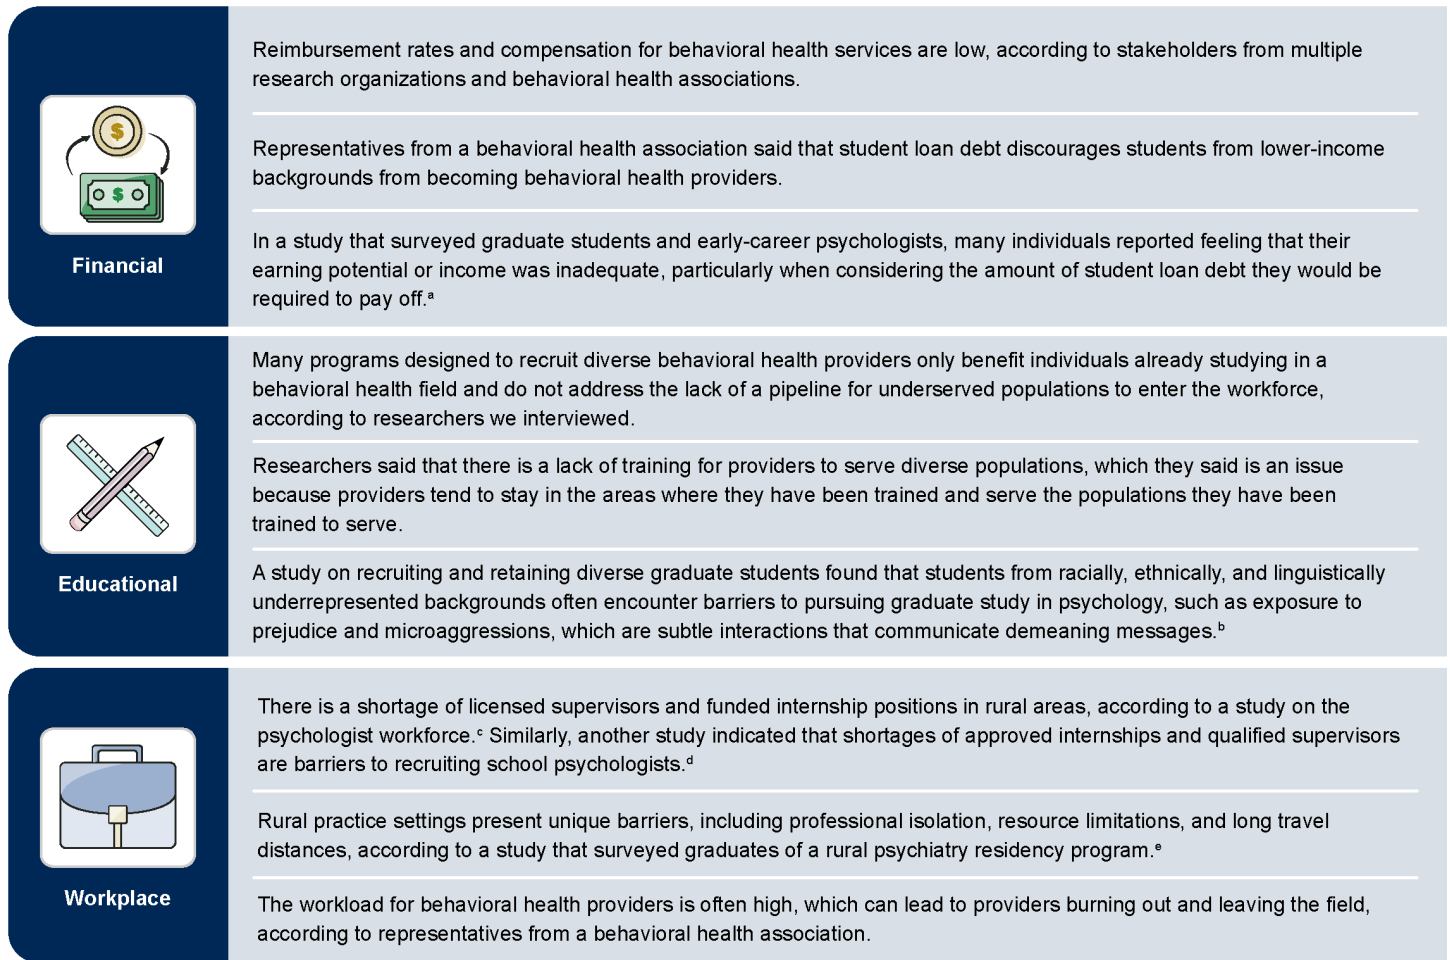 Financial
Reimbursement rates and compensation for behavioral health services are low, according to stakeholders from multiple
research organizations and behavioral health associations.
Representatives from a behavioral health association said that student loan debt discourages students from lower-income
backgrounds from becoming behavioral health providers.
In a study that surveyed graduate students and early-career psychologists, many individuals reported feeling that their
earning potential or income was inadequate, particularly when considering the amount of student loan debt they would be
required to pay off.ᵃ
Educational
Many programs designed to recruit diverse behavioral health providers only benefit individuals already studying in a
behavioral health field and do not address the lack of a pipeline for underserved populations to enter the workforce,
according to researchers we interviewed.
Researchers said that there is a lack of training for providers to serve diverse populations, which they said is an issue
because providers tend to stay in the areas where they have been trained and serve the populations they have been
trained to serve.
A study on recruiting and retaining diverse graduate students found that students from racially, ethnically, and linguistically
underrepresented backgrounds often encounter barriers to pursuing graduate study in psychology, such as exposure to
prejudice and microaggressions, which are subtle interactions that communicate demeaning messages.ᵇ
Workplace
There is a shortage of licensed supervisors and funded internship positions in rural areas, according to a study on the
psychologist workforce.ᶜ Similarly, another study indicated that shortages of approved internships and qualified supervisors
are barriers to recruiting school psychologists.ᵈ
Rural practice settings present unique barriers, including professional isolation, resource limitations, and long travel
distances, according to a study that surveyed graduates of a rural psychiatry residency program.ᵉ
The workload for behavioral health providers is often high, which can lead to providers burning out and leaving the field,
according to representatives from a behavioral health association.